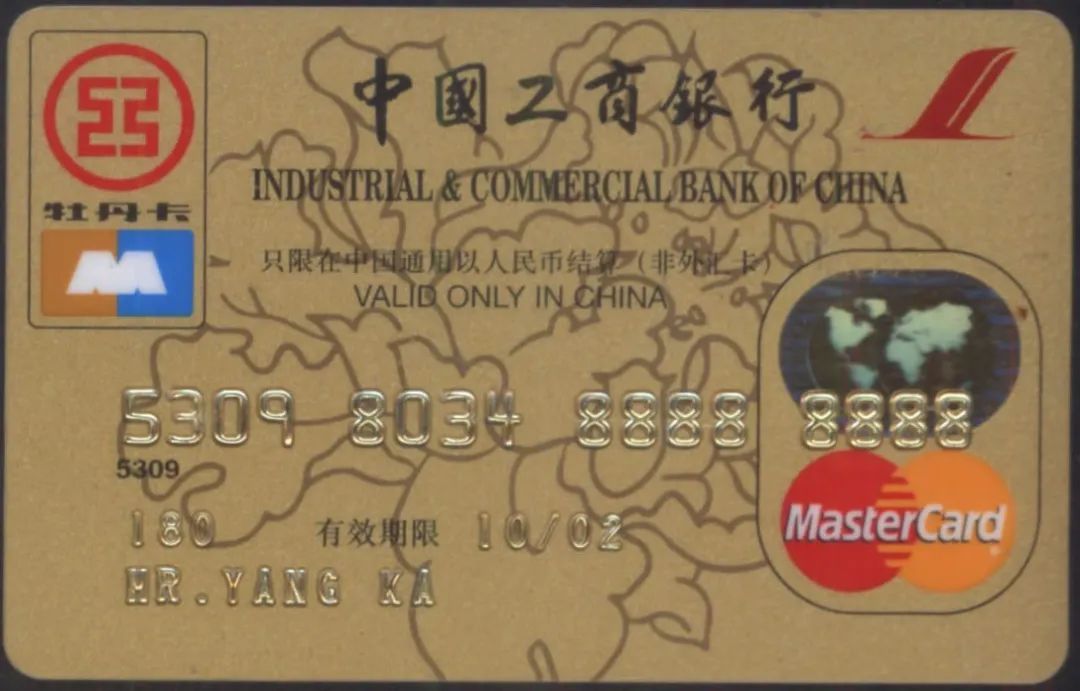 中國工商銀行
INDUSTRIAL & COMMERCIAL BANK OF CHINA
牡丹卡
只限在中国通用以人民币结算（非外汇卡）
VALID ONLY IN CHINA
5309 8034 8888 8888
5309
180 有效期限 10/02
MR.YANG KA
MasterCard